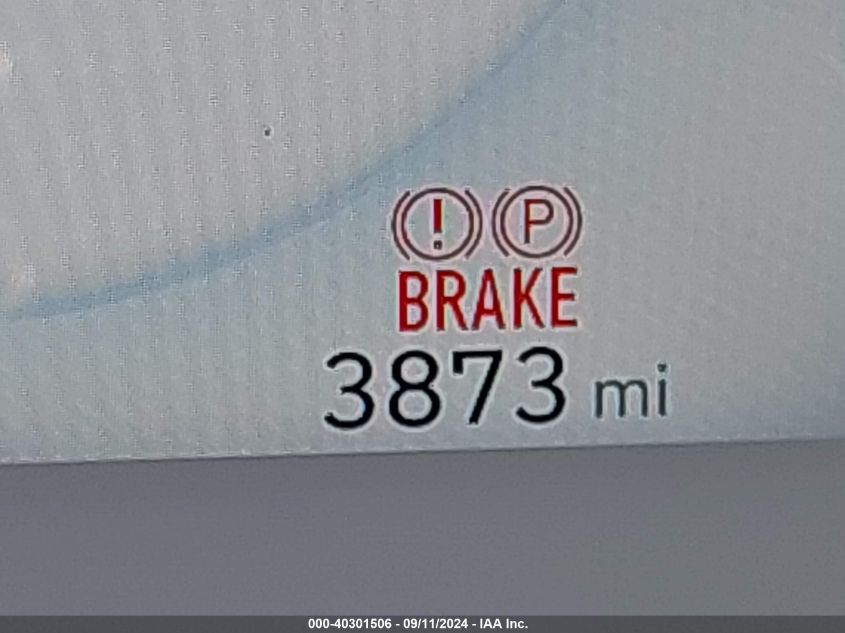 ! P
BRAKE
3873 mi
000-40301506 - 09/11/2024 - IAA Inc.